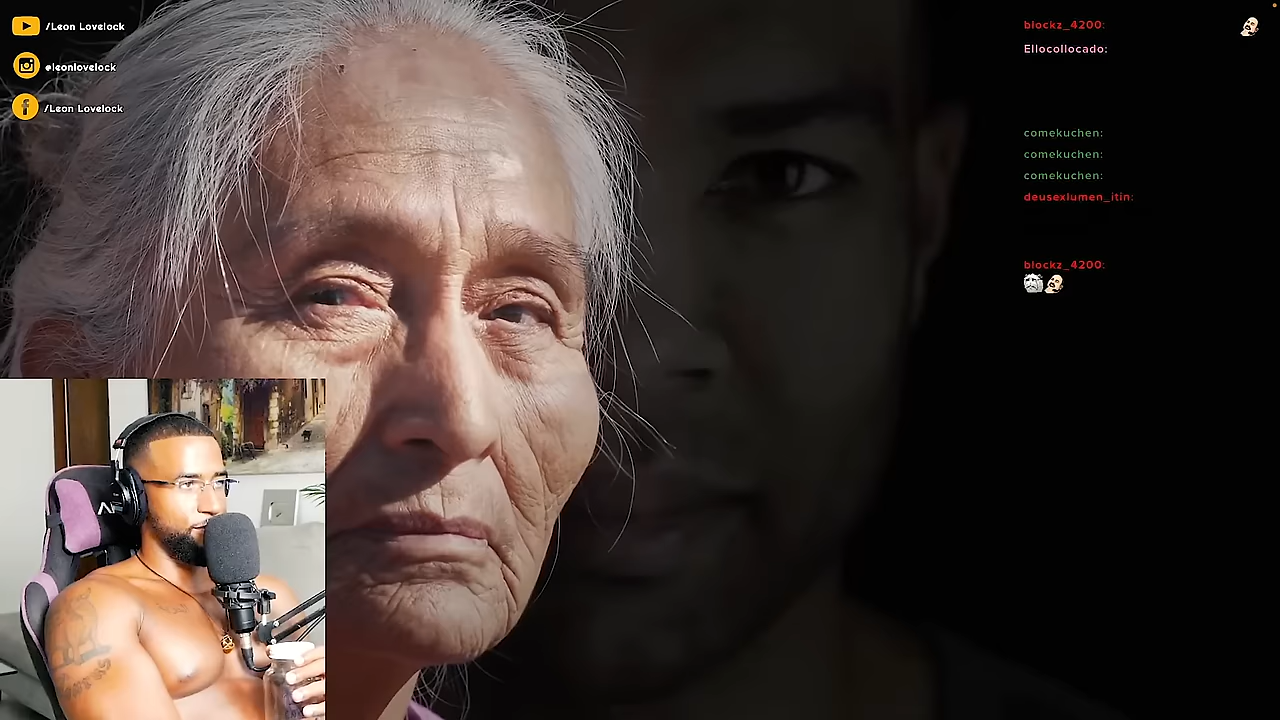 /Leon Lovelock
@leonlovelock
/Leon Lovelock
blockz_4200:
Ellocollocado:
comekuchen:
comekuchen:
comekuchen:
deusexlumen_itin:
blockz_4200: